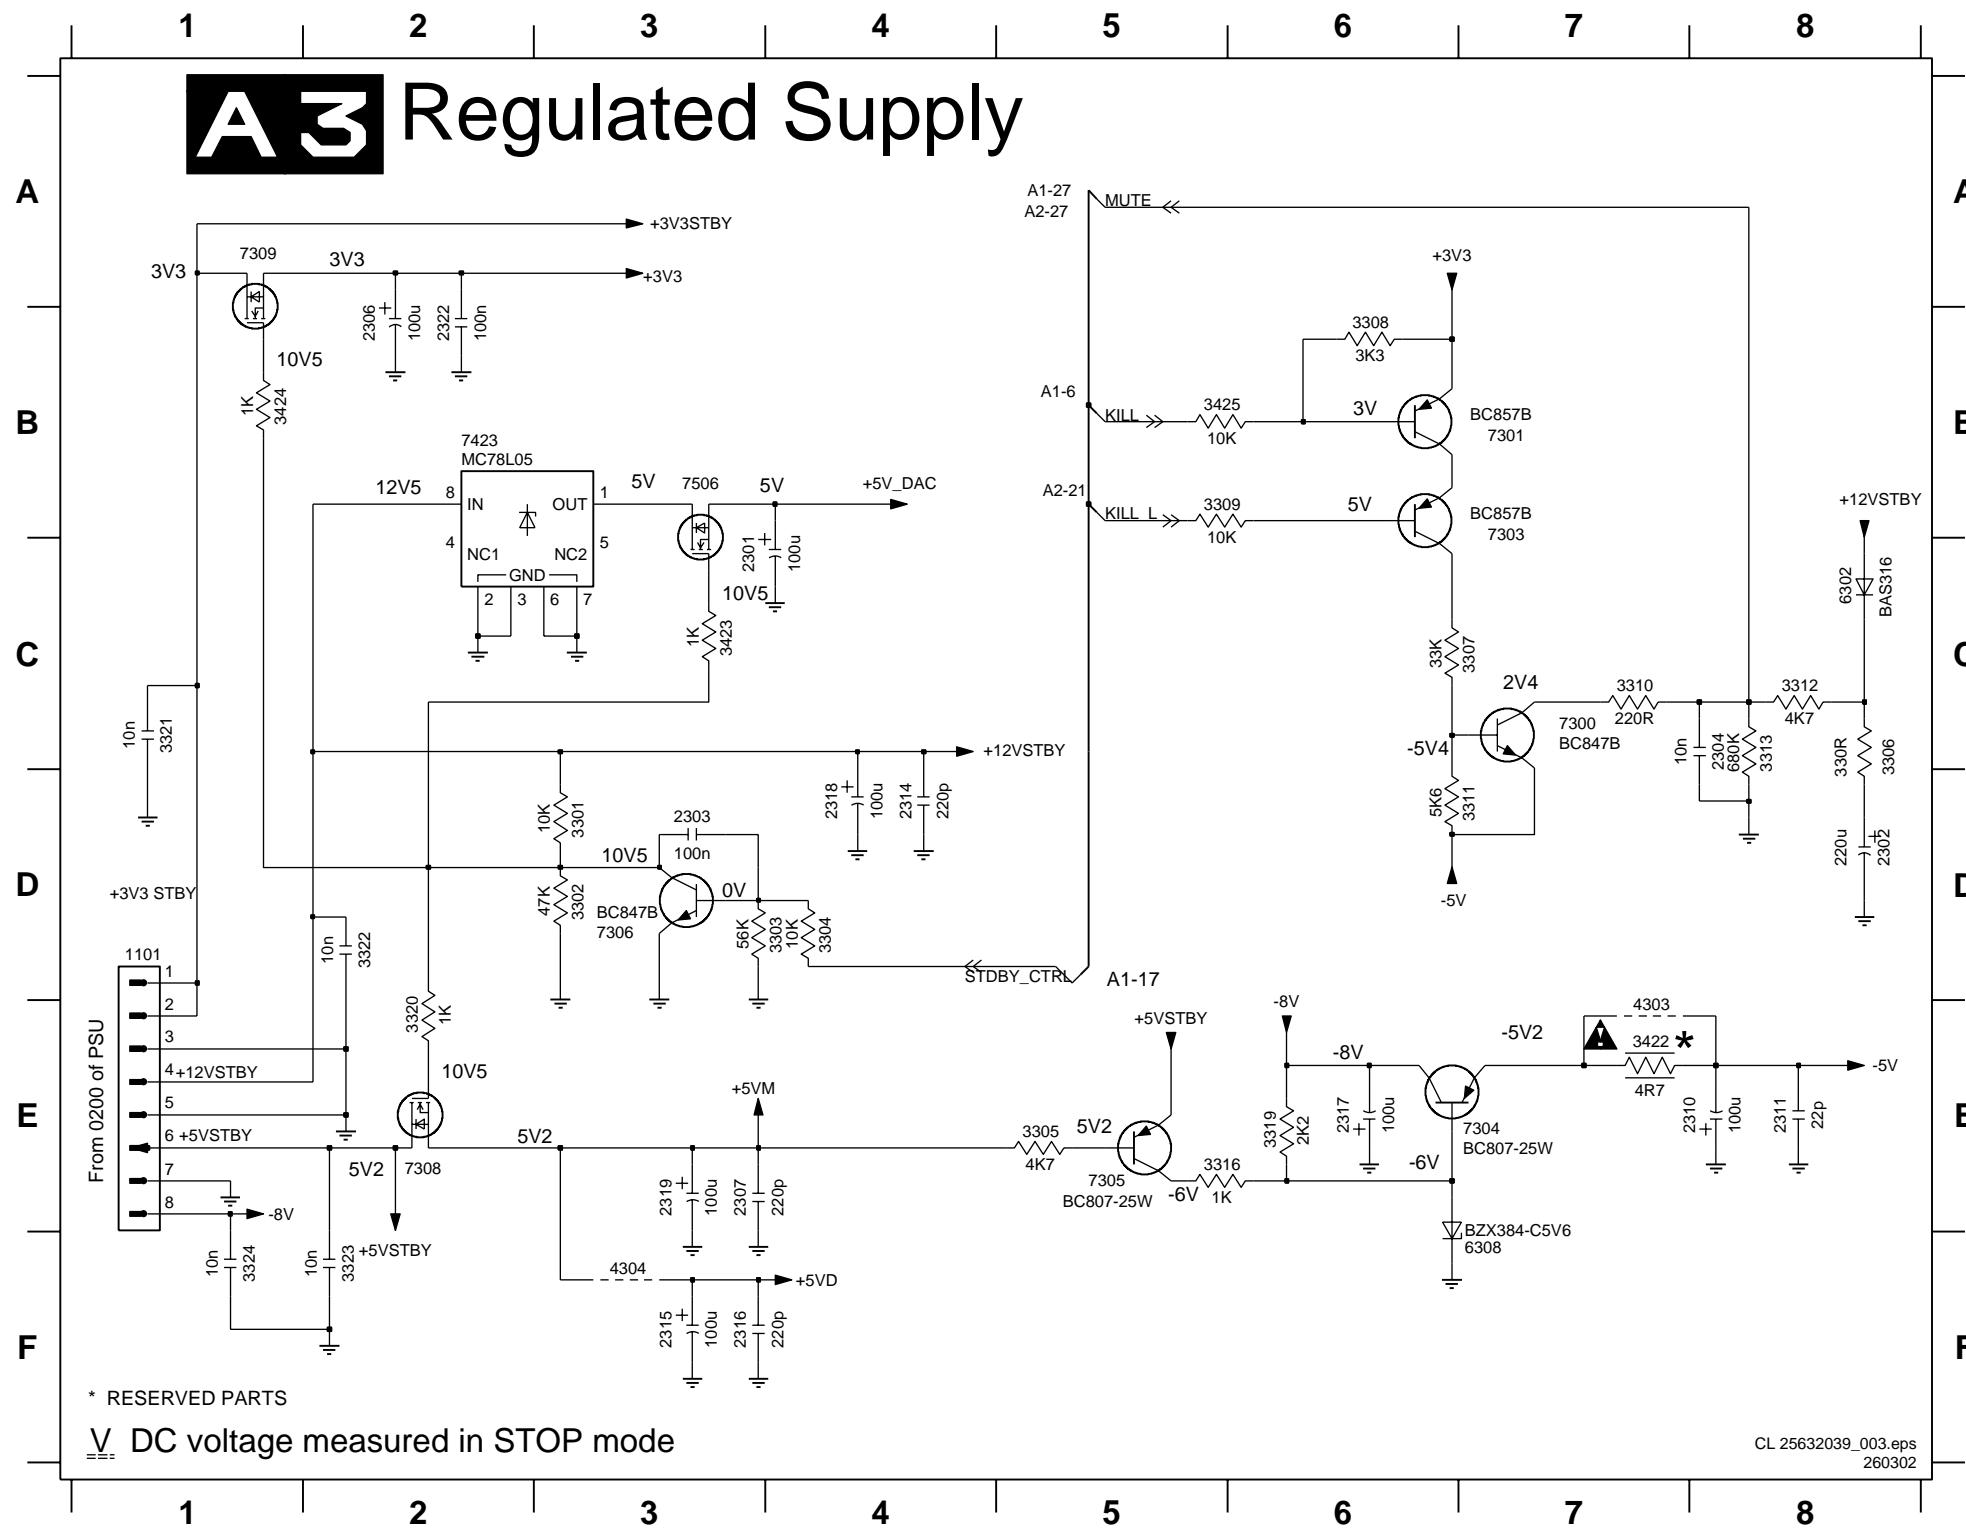 1 2 3 4 5 6 7 8
A3 Regulated Supply
A
A
A1-27
A2-27
MUTE
+3V3STBY
7309
3V3
3V3
+3V3
+3V3
2306
+
100u
2322
100n
3308
3K3
10V5
1K
3424
A1-6
KILL
3425
10K
3V
BC857B
7301
B
B
7423
MC78L05
12V5
8
IN
OUT
1
5V
7506
5V
+5V_DAC
A2-21
KILL_L
3309
10K
5V
BC857B
7303
+12VSTBY
4
NC1
NC2
5
GND
2
3
6
7
2301
+
100u
10V5
6302
BAS316
1K
3423
33K
3307
C
C
10n
3321
2V4
3310
220R
3312
4K7
7300
BC847B
-5V4
+12VSTBY
10n
2304
680K
3313
330R
3306
10K
3301
2303
100n
2318
+
100u
2314
220p
5K6
3311
220u
+
2302
10V5
D
D
+3V3 STBY
47K
3302
BC847B
7306
0V
56K
3303
10K
3304
-5V
10n
3322
STDBY_CTRL
A1-17
1101
1
2
3
4 +12VSTBY
5
6 +5VSTBY
7
8
-8V
From 0200 of PSU
3320
1K
10V5
+5VSTBY
-8V
-8V
-5V2
4303
3422 *
4R7
-5V
E
E
+5VM
5V2
7308
5V2
3305
4K7
5V2
7305
BC807-25W
-6V
3316
1K
3319
2K2
2317
+
100u
7304
BC807-25W
-6V
2310
+
100u
2311
22p
2319
+
100u
2307
220p
BZX384-C5V6
6308
10n
3324
10n
3323
+5VSTBY
4304
+5VD
2315
+
100u
2316
220p
F
F
* RESERVED PARTS
V DC voltage measured in STOP mode
CL 25632039_003.eps
260302
1 2 3 4 5 6 7 8